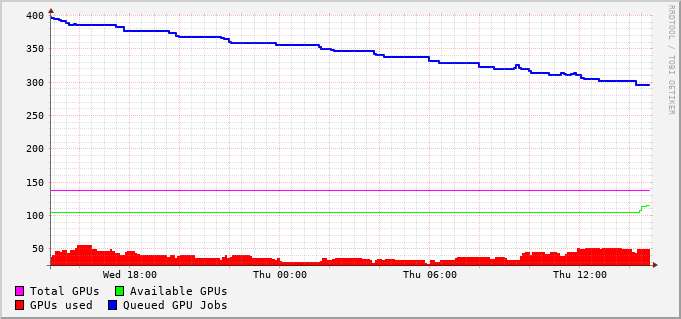 400
350
300
250
200
150
100
50
Wed 18:00 Thu 00:00 Thu 06:00 Thu 12:00
Total GPUs Available GPUs
GPUs used Queued GPU Jobs
RRDTOOL / TOBI OETIKER